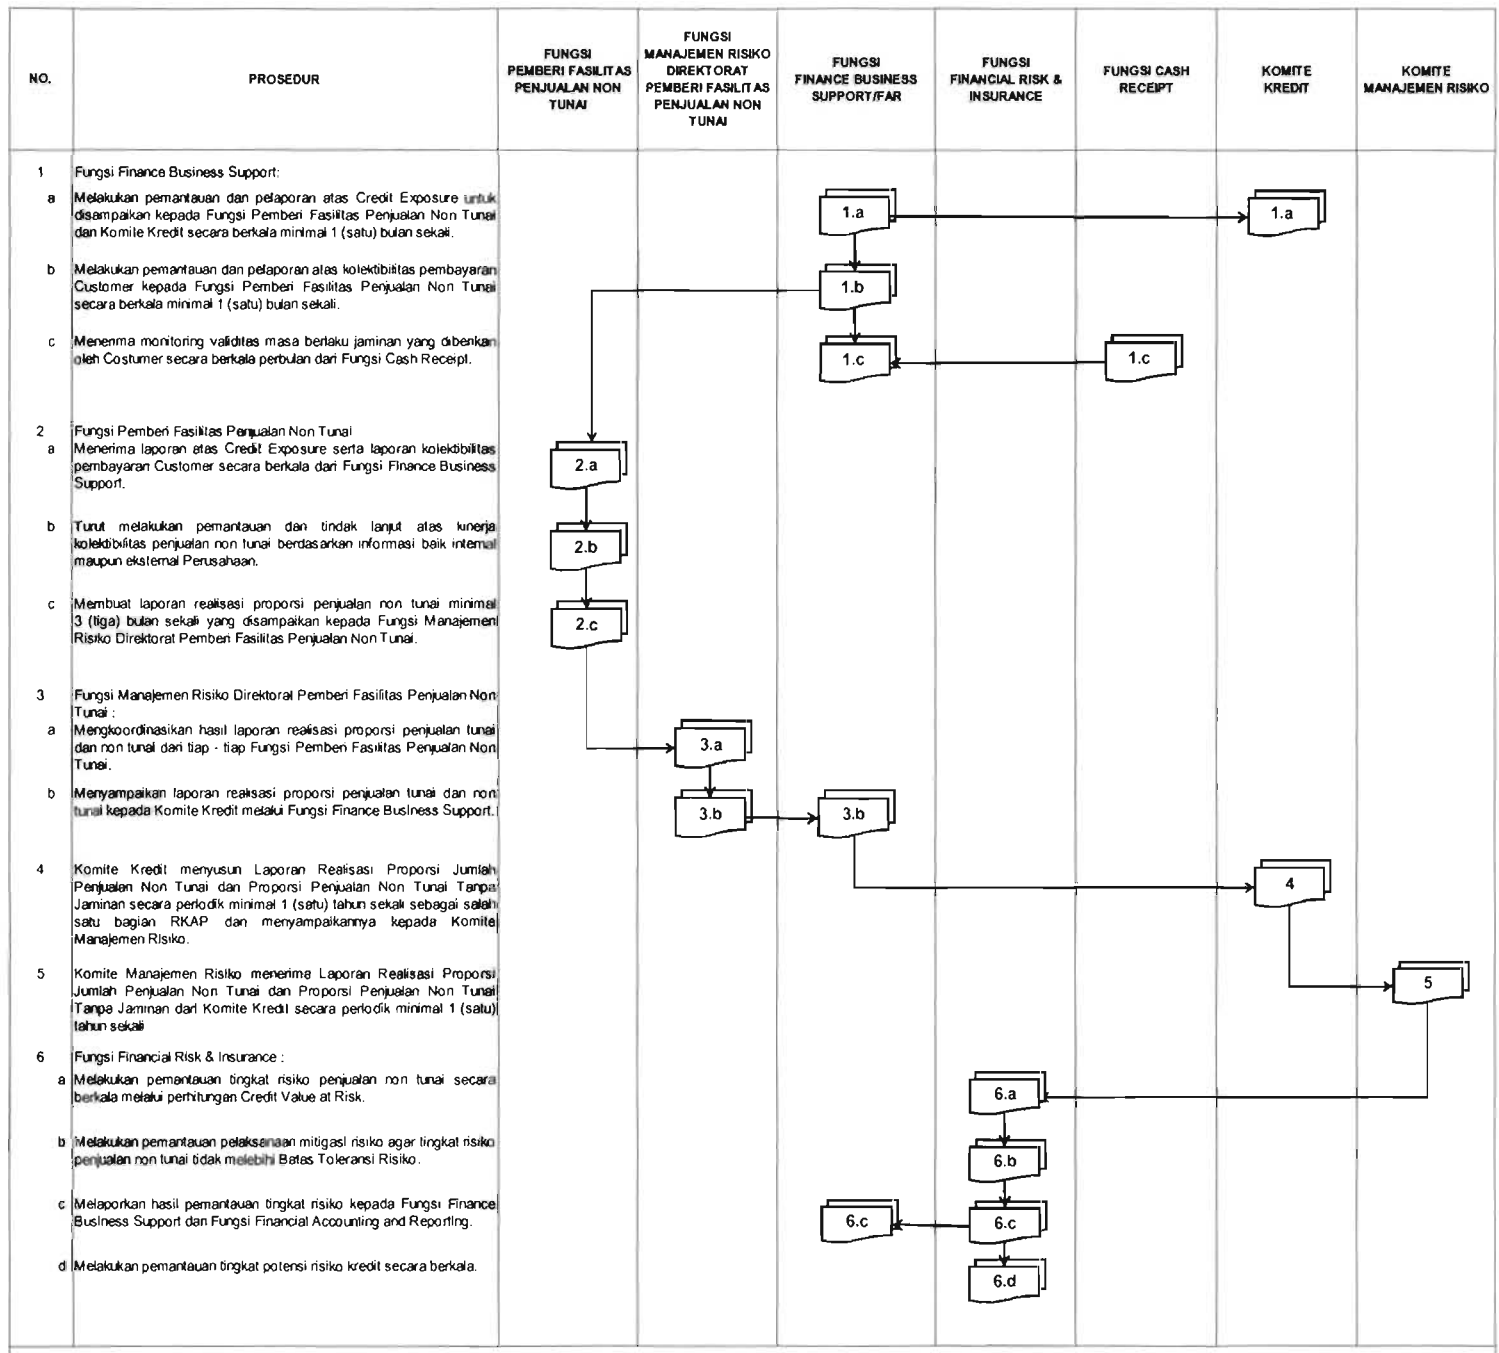 NO.
PROSEDUR
FUNGSI
PEMBERI FASILITAS
PENJUALAN NON
TUNAI
FUNGSI
MANAJEMEN RISIKO
DIREKTORAT
PEMBERI FASILITAS
PENJUALAN NON
TUNAI
FUNGSI
FINANCE BUSINESS
SUPPORT/FAR
FUNGSI
FINANCIAL RISK &
INSURANCE
FUNGSI CASH
RECEIPT
KOMITE
KREDIT
KOMITE
MANAJEMEN RISIKO
1 Fungsi Finance Business Support:
a Melakukan pemantauan dan pelaporan atas Credit Exposure untuk
disampaikan kepada Fungsi Pemberi Fasilitas Penjualan Non Tunai
dan Komite Kredit secara berkala minimal 1 (satu) bulan sekali.
1.a
1.a
b Melakukan pemantauan dan pelaporan atas kolektibilitas pembayaran
Customer kepada Fungsi Pemberi Fasilitas Penjualan Non Tunai
secara berkala minimal 1 (satu) bulan sekali.
1.b
c Menerima monitoring validitas masa berlaku jaminan yang diberikan
oleh Costumer secara berkala perbulan dari Fungsi Cash Receipt.
1.c
1.c
2 Fungsi Pemberi Fasilitas Penjualan Non Tunai
a Menerima laporan atas Credit Exposure serta laporan kolektibilitas
pembayaran Customer secara berkala dari Fungsi Finance Business
Support.
2.a
b Turut melakukan pemantauan dan tindak lanjut atas kinerja
kolektibilitas penjualan non tunai berdasarkan informasi baik internal
maupun eksternal Perusahaan.
2.b
c Membuat laporan realisasi proporsi penjualan non tunai minimal
3 (tiga) bulan sekali yang disampaikan kepada Fungsi Manajemen
Risiko Direktorat Pemberi Fasilitas Penjualan Non Tunai.
2.c
3 Fungsi Manajemen Risiko Direktorat Pemberi Fasilitas Penjualan Non
Tunai :
a Mengkoordinasikan hasil laporan realisasi proporsi penjualan tunai
dan non tunai dari tiap - tiap Fungsi Pemberi Fasilitas Penjualan Non
Tunai.
3.a
b Menyampaikan laporan realisasi proporsi penjualan tunai dan non
tunai kepada Komite Kredit melalui Fungsi Finance Business Support.
3.b
3.b
4 Komite Kredit menyusun Laporan Realisasi Proporsi Jumlah
Penjualan Non Tunai dan Proporsi Penjualan Non Tunai Tanpa
Jaminan secara periodik minimal 1 (satu) tahun sekali sebagai salah
satu bagian RKAP dan menyampaikannya kepada Komite
Manajemen Risiko.
4
5 Komite Manajemen Risiko menerima Laporan Realisasi Proporsi
Jumlah Penjualan Non Tunai dan Proporsi Penjualan Non Tunai
Tanpa Jaminan dari Komite Kredit secara periodik minimal 1 (satu)
tahun sekali
5
6 Fungsi Financial Risk & Insurance :
a Melakukan pemantauan tingkat risiko penjualan non tunai secara
berkala melalui perhitungan Credit Value at Risk.
6.a
b Melakukan pemantauan pelaksanaan mitigasi risiko agar tingkat risiko
penjualan non tunai tidak melebihi Batas Toleransi Risiko.
6.b
c Melaporkan hasil pemantauan tingkat risiko kepada Fungsi Finance
Business Support dan Fungsi Financial Accounting and Reporting.
6.c
6.c
d Melakukan pemantauan tingkat potensi risiko kredit secara berkala.
6.d